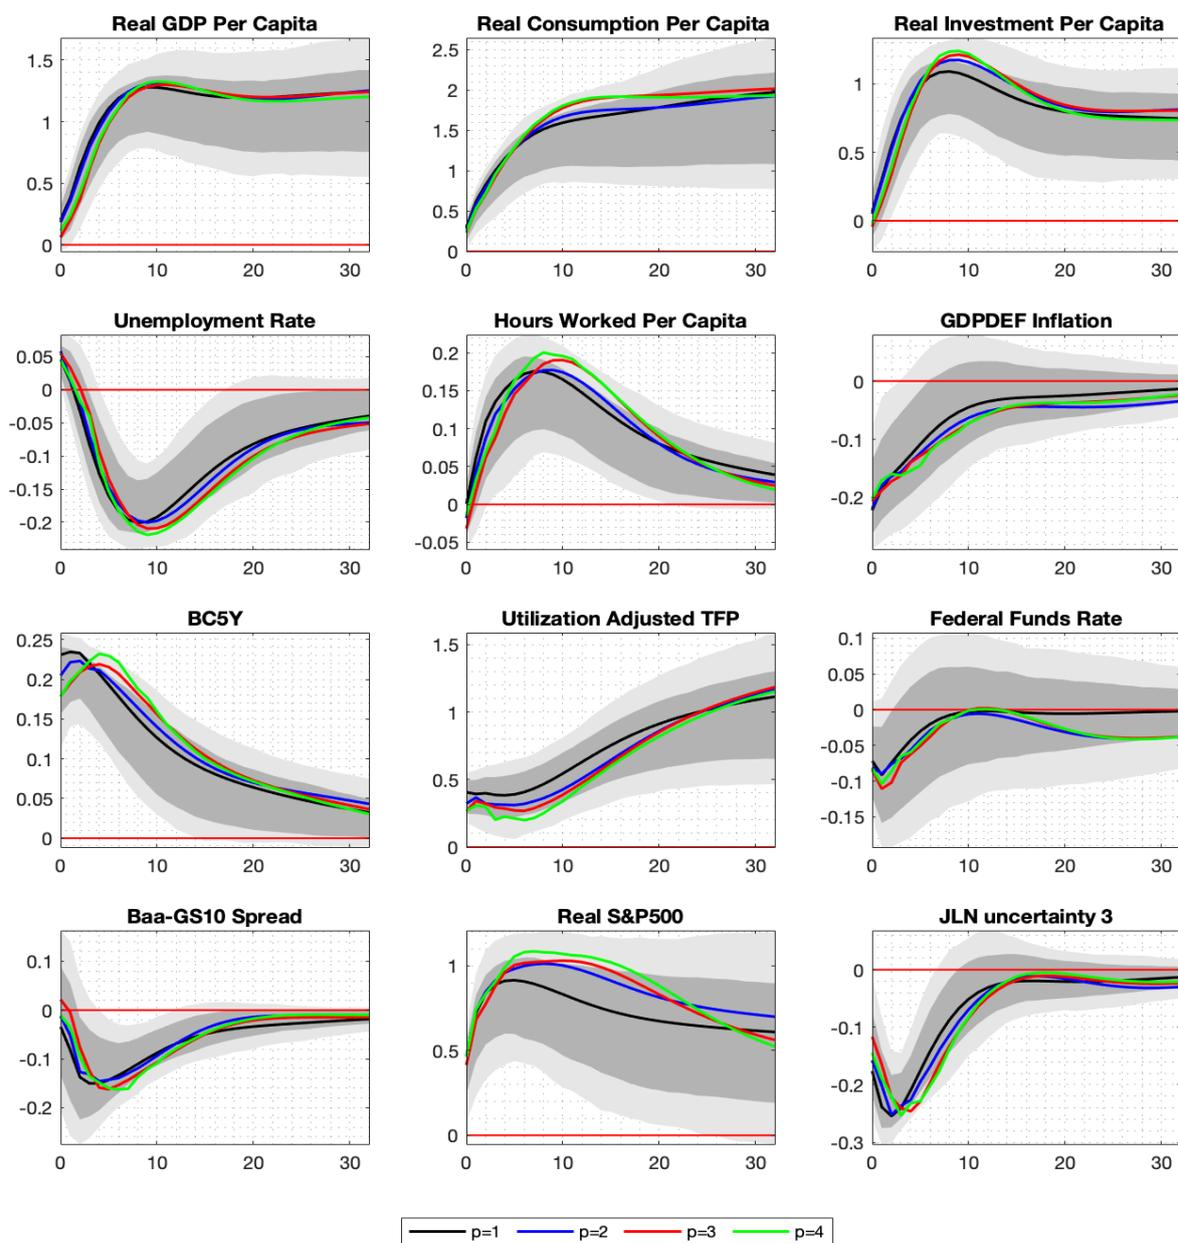 Real GDP Per Capita
1.5
1
0.5
0
0 10 20 30
Real Consumption Per Capita
2.5
2
1.5
1
0.5
0
0 10 20 30
Real Investment Per Capita
1
0.5
0
0 10 20 30
Unemployment Rate
0.05
0
-0.05
-0.1
-0.15
-0.2
0 10 20 30
Hours Worked Per Capita
0.2
0.15
0.1
0.05
0
-0.05
0 10 20 30
GDPDEF Inflation
0
-0.1
-0.2
0 10 20 30
BC5Y
0.25
0.2
0.15
0.1
0.05
0
0 10 20 30
Utilization Adjusted TFP
1.5
1
0.5
0
0 10 20 30
Federal Funds Rate
0.1
0.05
0
-0.05
-0.1
-0.15
0 10 20 30
Baa-GS10 Spread
0.1
0
-0.1
-0.2
0 10 20 30
Real S&P500
1
0.5
0
0 10 20 30
JLN uncertainty 3
0
-0.1
-0.2
-0.3
0 10 20 30
p=1 p=2 p=3 p=4